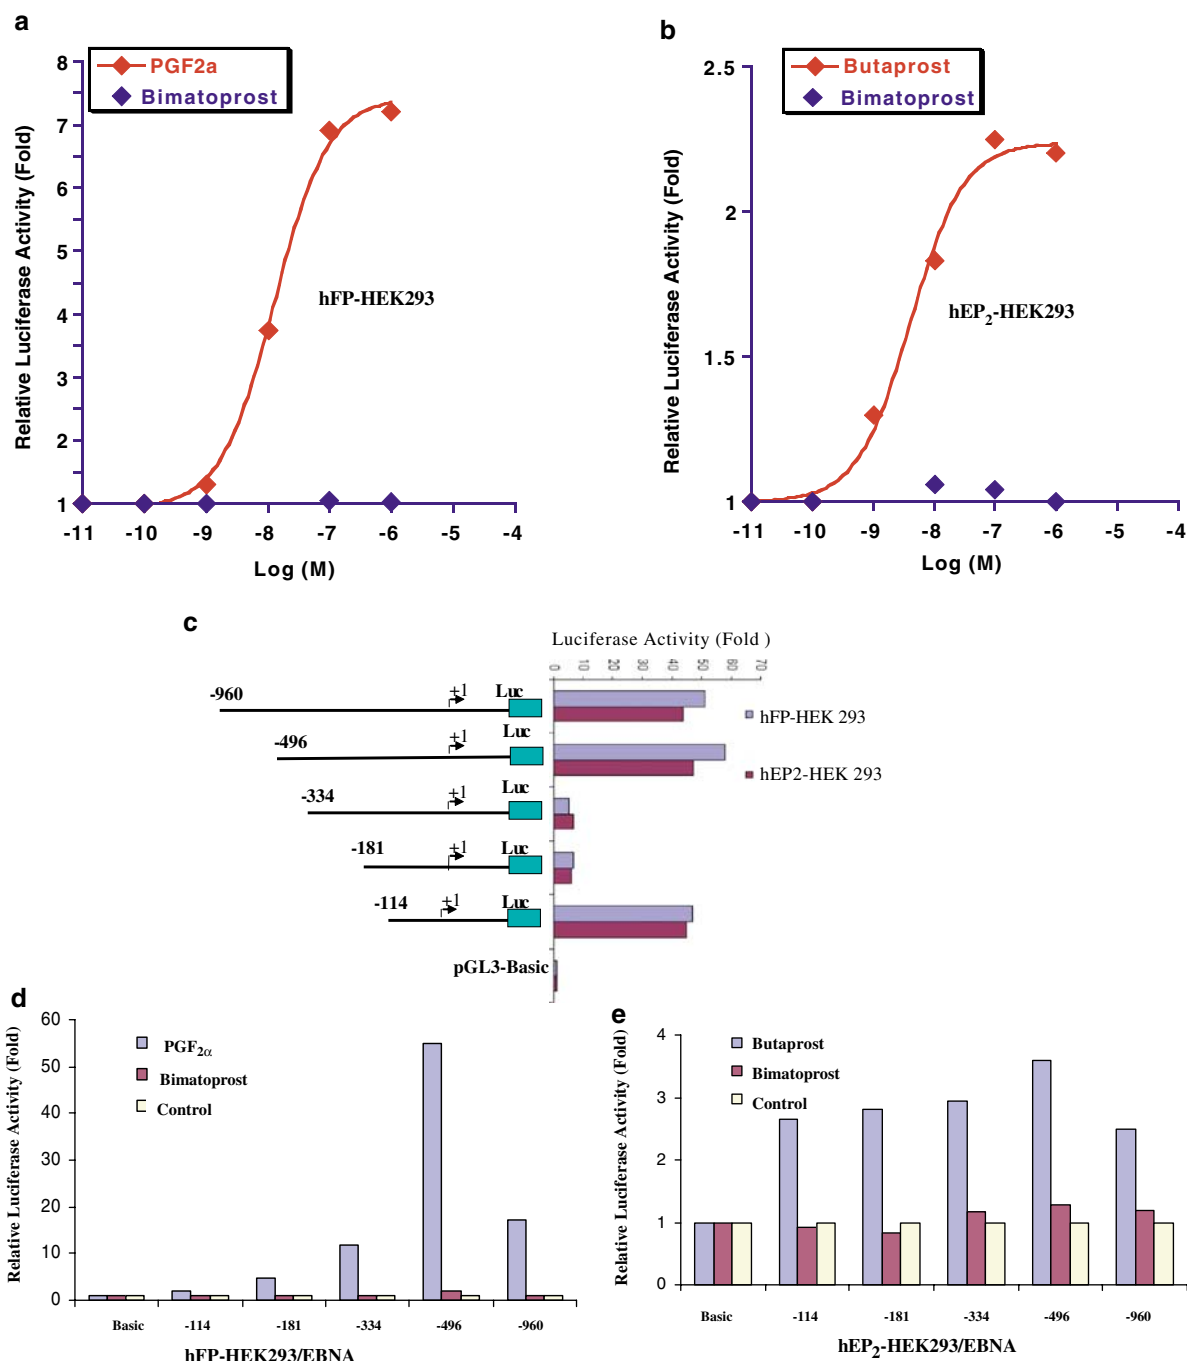 a
PGF2a
Bimatoprost
Relative Luciferase Activity (Fold)
8
7
6
5
4
3
2
1
hFP-HEK293
-11 -10 -9 -8 -7 -6 -5 -4
Log (M)
b
Butaprost
Bimatoprost
Relative Luciferase Activity (Fold)
2.5
2
1.5
1
hEP2-HEK293
-11 -10 -9 -8 -7 -6 -5 -4
Log (M)
c
Luciferase Activity (Fold )
0 10 20 30 40 50 60 70
-960 +1 Luc
-496 +1 Luc
-334 +1 Luc
-181 +1 Luc
-114 +1 Luc
pGL3-Basic
hFP-HEK 293
hEP2-HEK 293
d
Relative Luciferase Activity (Fold)
60
50
40
30
20
10
0
PGF2α
Bimatoprost
Control
Basic -114 -181 -334 -496 -960
hFP-HEK293/EBNA
e
Relative Luciferase Activity (Fold)
4
3
2
1
0
Butaprost
Bimatoprost
Control
Basic -114 -181 -334 -496 -960
hEP2-HEK293/EBNA